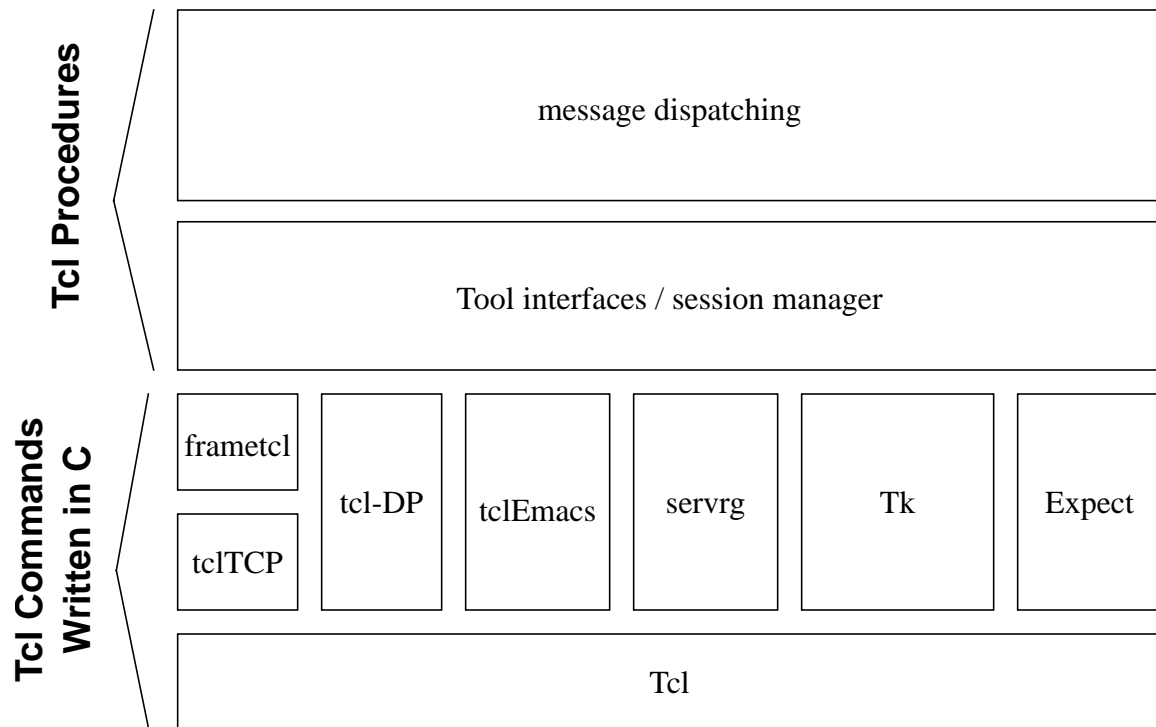 Tcl Procedures
message dispatching
Tool interfaces / session manager
Tcl Commands
Written in C
frametcl
tclTCP
tcl-DP
tclEmacs
servrg
Tk
Expect
Tcl